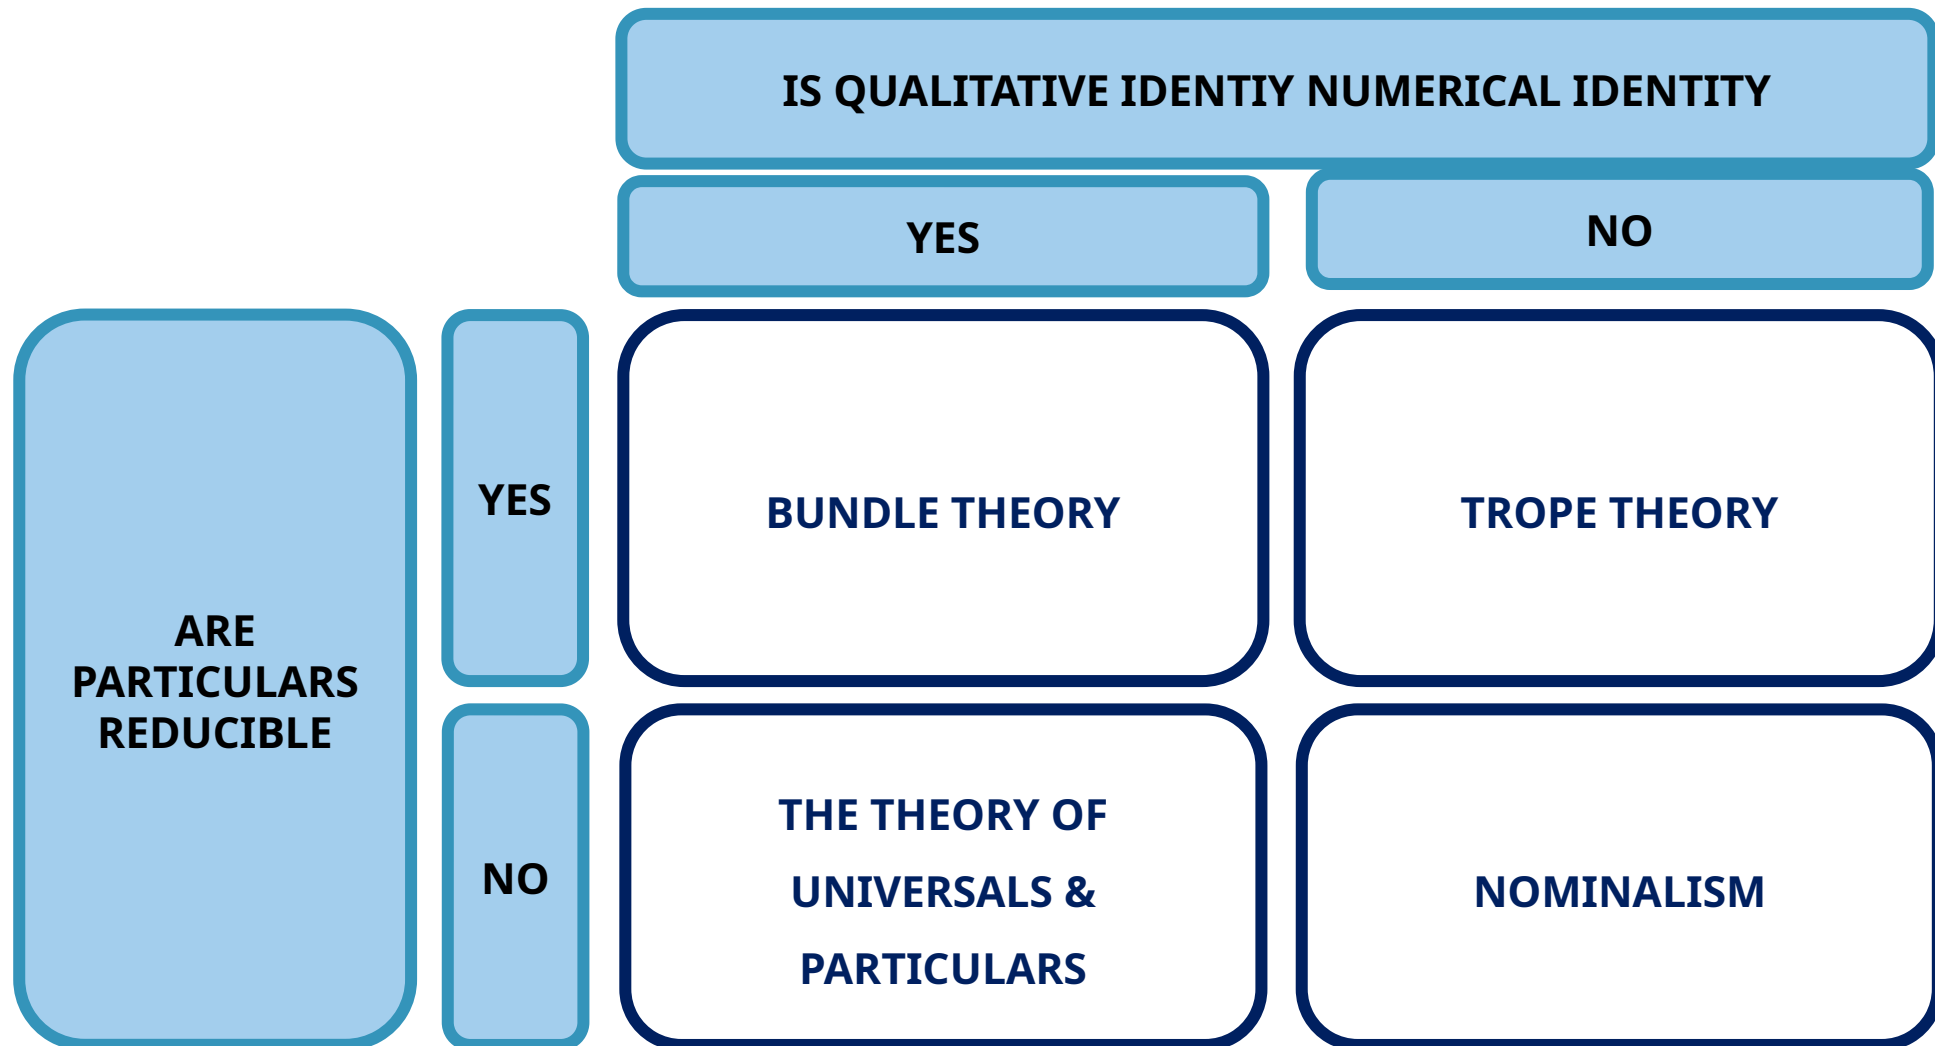 IS QUALITATIVE IDENTIY NUMERICAL IDENTITY
YES
NO
ARE
PARTICULARS
REDUCIBLE
YES
BUNDLE THEORY
TROPE THEORY
NO
THE THEORY OF
UNIVERSALS &
PARTICULARS
NOMINALISM